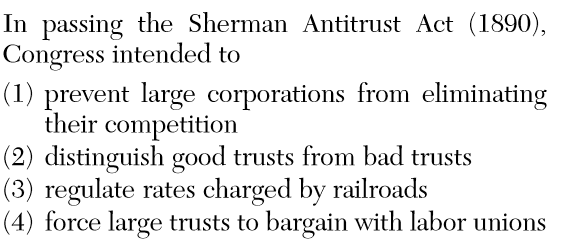 In passing the Sherman Antitrust Act (1890),
Congress intended to
(1) prevent large corporations from eliminating
their competition
(2) distinguish good trusts from bad trusts
(3) regulate rates charged by railroads
(4) force large trusts to bargain with labor unions